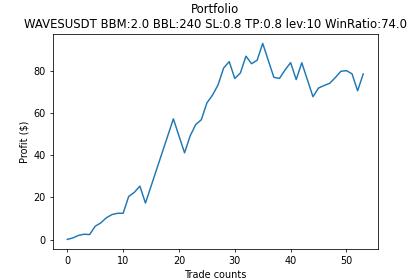 Portfolio
WAVESUSDT BBM:2.0 BBL:240 SL:0.8 TP:0.8 lev:10 WinRatio:74.0
Profit ($)
80
60
40
20
0
0 10 20 30 40 50
Trade counts